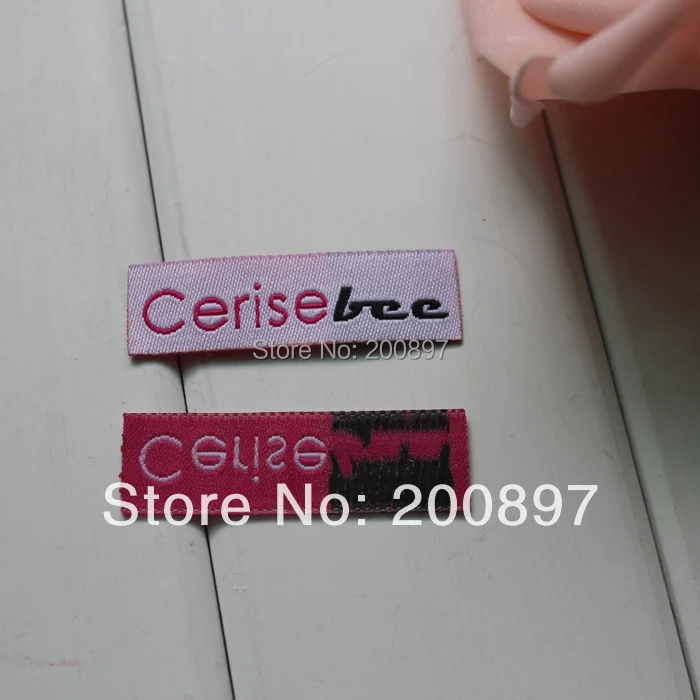 Cerisebee
Store No: 200897
Cerise
Store No: 200897